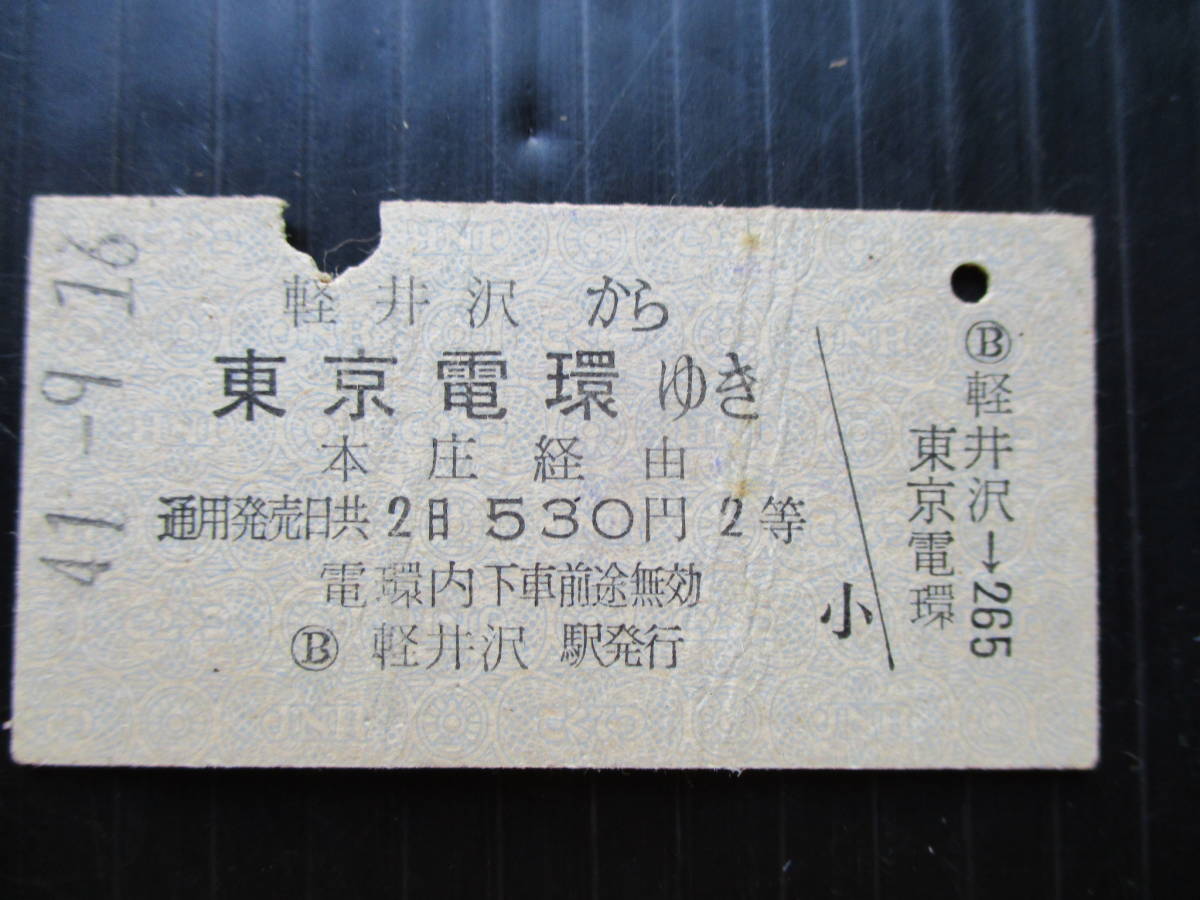 41-9·16
軽井沢 から
東京電環 ゆき
本庄経由
通用発売日共 2日 530円 2等
電環内下車前途無効
Ⓑ 軽井沢 駅発行
小
Ⓑ軽井沢→265
東京電環